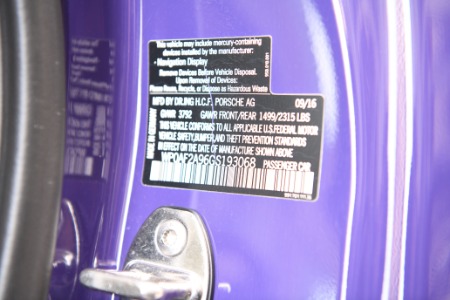 This vehicle may include mercury-containing
devices installed by the manufacturer:
- Navigation Display
Remove Devices Before Vehicle Disposal.
Upon Removal of Devices:
Please Reuse, Recycle, or Dispose as Hazardous Waste
MFD BY DR.ING H.C.F. PORSCHE AG 09/16
GVWR 3792 GAWR FRONT/REAR 1499/2315 LBS
THIS VEHICLE CONFORMS TO ALL APPLICABLE U.S.FEDERAL MOTOR
VEHICLE SAFETY,BUMPER, AND THEFT PREVENTION STANDARDS
IN EFFECT ON THE DATE OF MANUFACTURE SHOWN ABOVE
WP0AF2A96GS193068 PASSENGER CAR